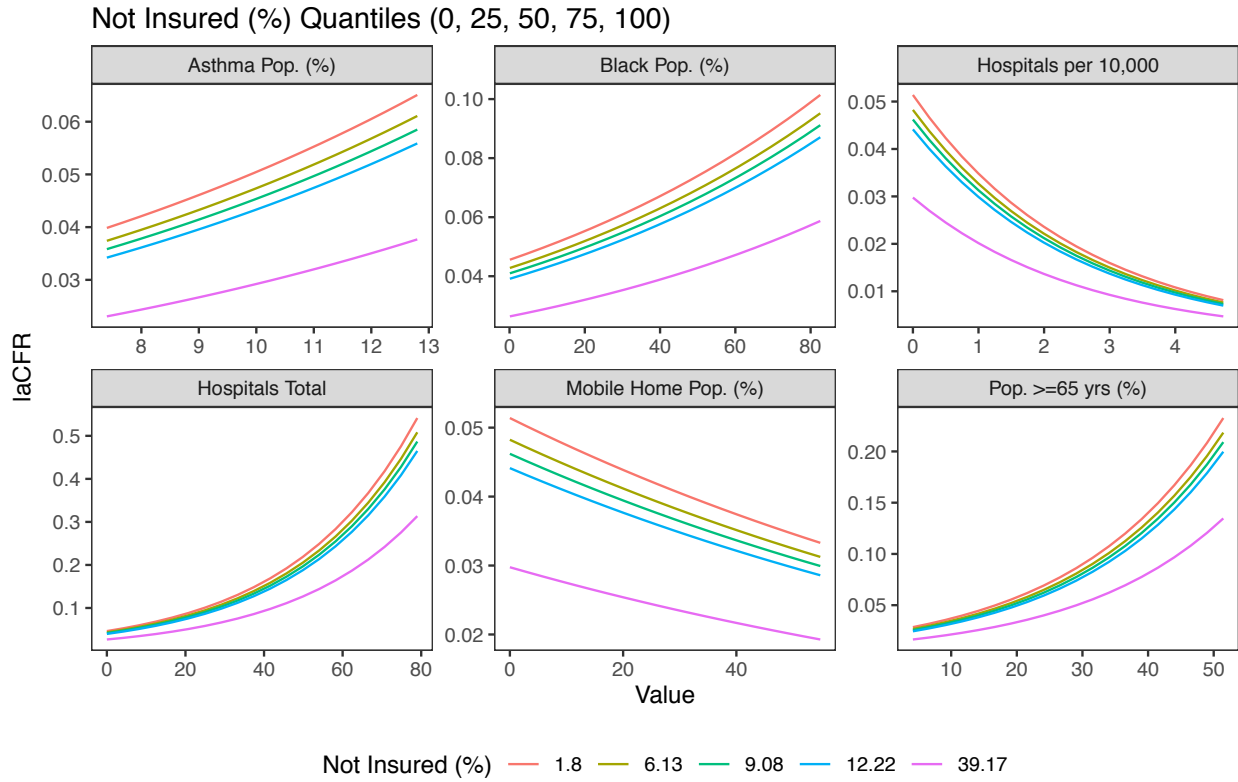 Not Insured (%) Quantiles (0, 25, 50, 75, 100)
Asthma Pop. (%)
0.06
0.05
0.04
0.03
8 9 10 11 12 13
Black Pop. (%)
0.10
0.08
0.06
0.04
0 20 40 60 80
Hospitals per 10,000
0.05
0.04
0.03
0.02
0.01
0 1 2 3 4
Hospitals Total
0.5
0.4
0.3
0.2
0.1
0 20 40 60 80
Mobile Home Pop. (%)
0.05
0.04
0.03
0.02
0 20 40
Pop. >=65 yrs (%)
0.20
0.15
0.10
0.05
10 20 30 40 50
IaCFR
Value
Not Insured (%) 1.8 6.13 9.08 12.22 39.17